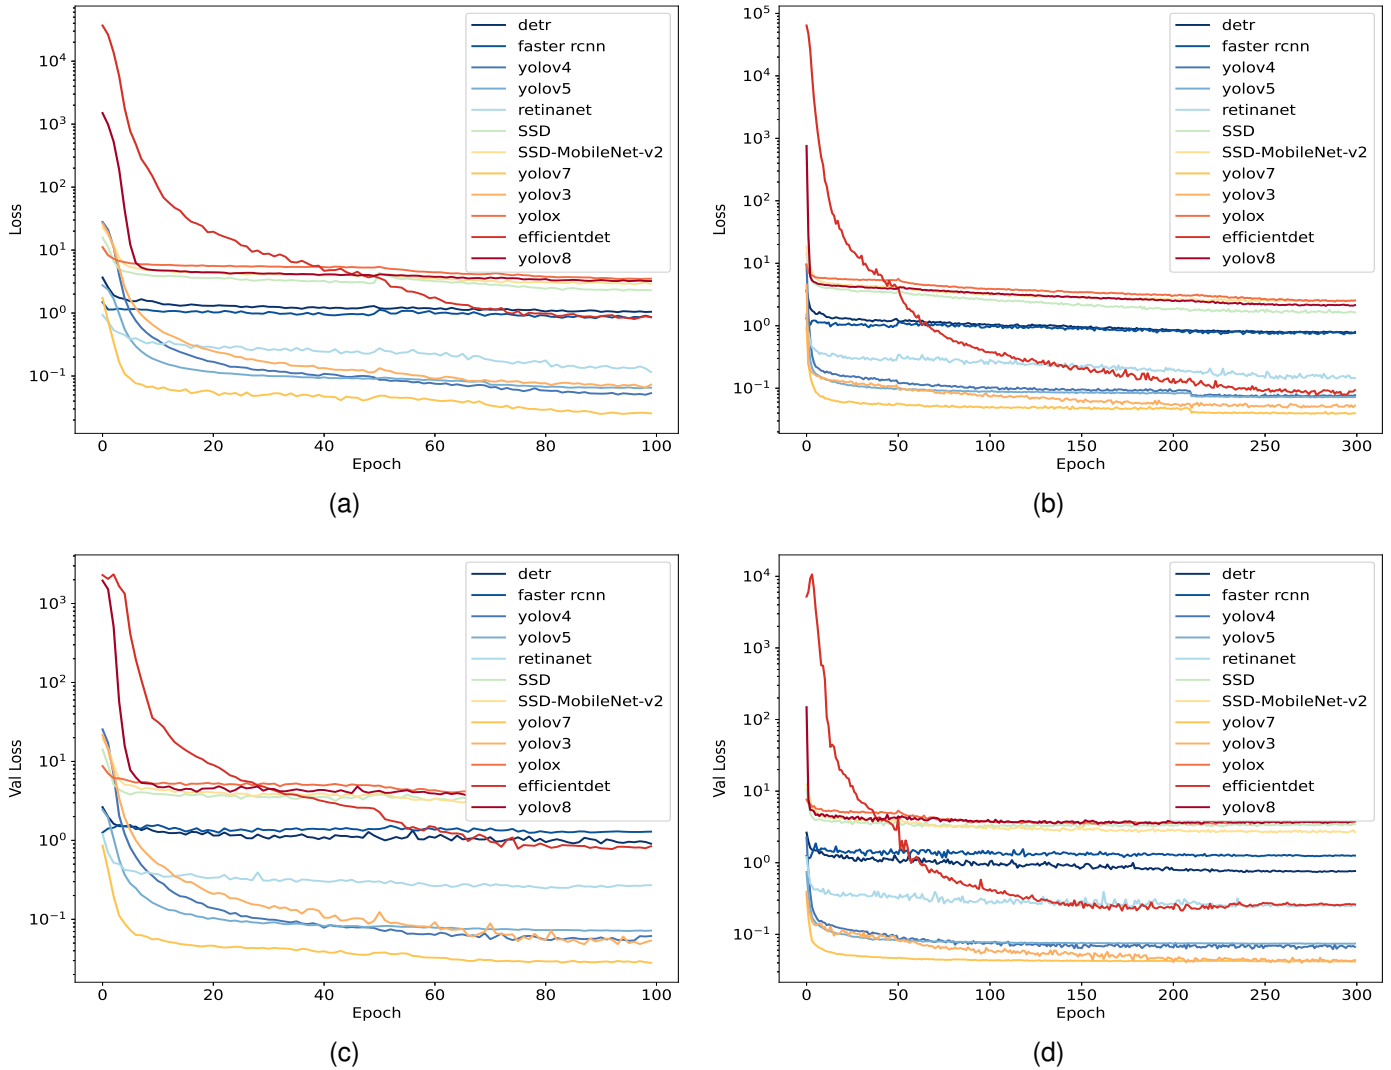 10^4
10^3
10^2
10^1
10^0
10^-1
Loss
0 20 40 60 80 100
Epoch
detr
faster rcnn
yolov4
yolov5
retinanet
SSD
SSD-MobileNet-v2
yolov7
yolov3
yolox
efficientdet
yolov8
(a)
10^5
10^4
10^3
10^2
10^1
10^0
10^-1
Loss
0 50 100 150 200 250 300
Epoch
detr
faster rcnn
yolov4
yolov5
retinanet
SSD
SSD-MobileNet-v2
yolov7
yolov3
yolox
efficientdet
yolov8
(b)
10^3
10^2
10^1
10^0
10^-1
Val Loss
0 20 40 60 80 100
Epoch
detr
faster rcnn
yolov4
yolov5
retinanet
SSD
SSD-MobileNet-v2
yolov7
yolov3
yolox
efficientdet
yolov8
(c)
10^4
10^3
10^2
10^1
10^0
10^-1
Val Loss
0 50 100 150 200 250 300
Epoch
detr
faster rcnn
yolov4
yolov5
retinanet
SSD
SSD-MobileNet-v2
yolov7
yolov3
yolox
efficientdet
yolov8
(d)